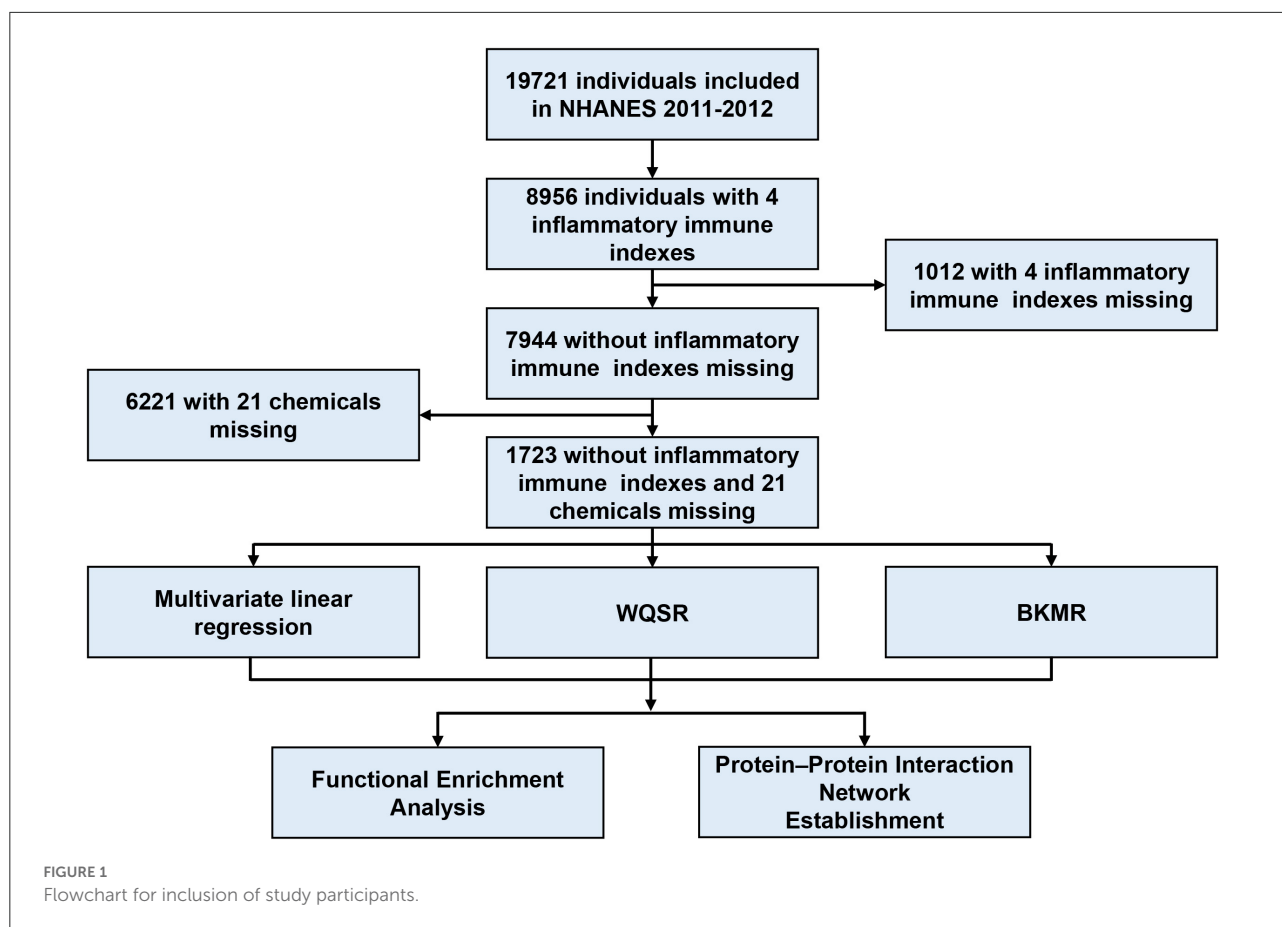 19721 individuals included
in NHANES 2011-2012
8956 individuals with 4
inflammatory immune
indexes
1012 with 4 inflammatory
immune indexes missing
7944 without inflammatory
immune indexes missing
6221 with 21 chemicals
missing
1723 without inflammatory
immune indexes and 21
chemicals missing
Multivariate linear
regression
WQSR
BKMR
Functional Enrichment
Analysis
Protein–Protein Interaction
Network
Establishment
FIGURE 1
Flowchart for inclusion of study participants.